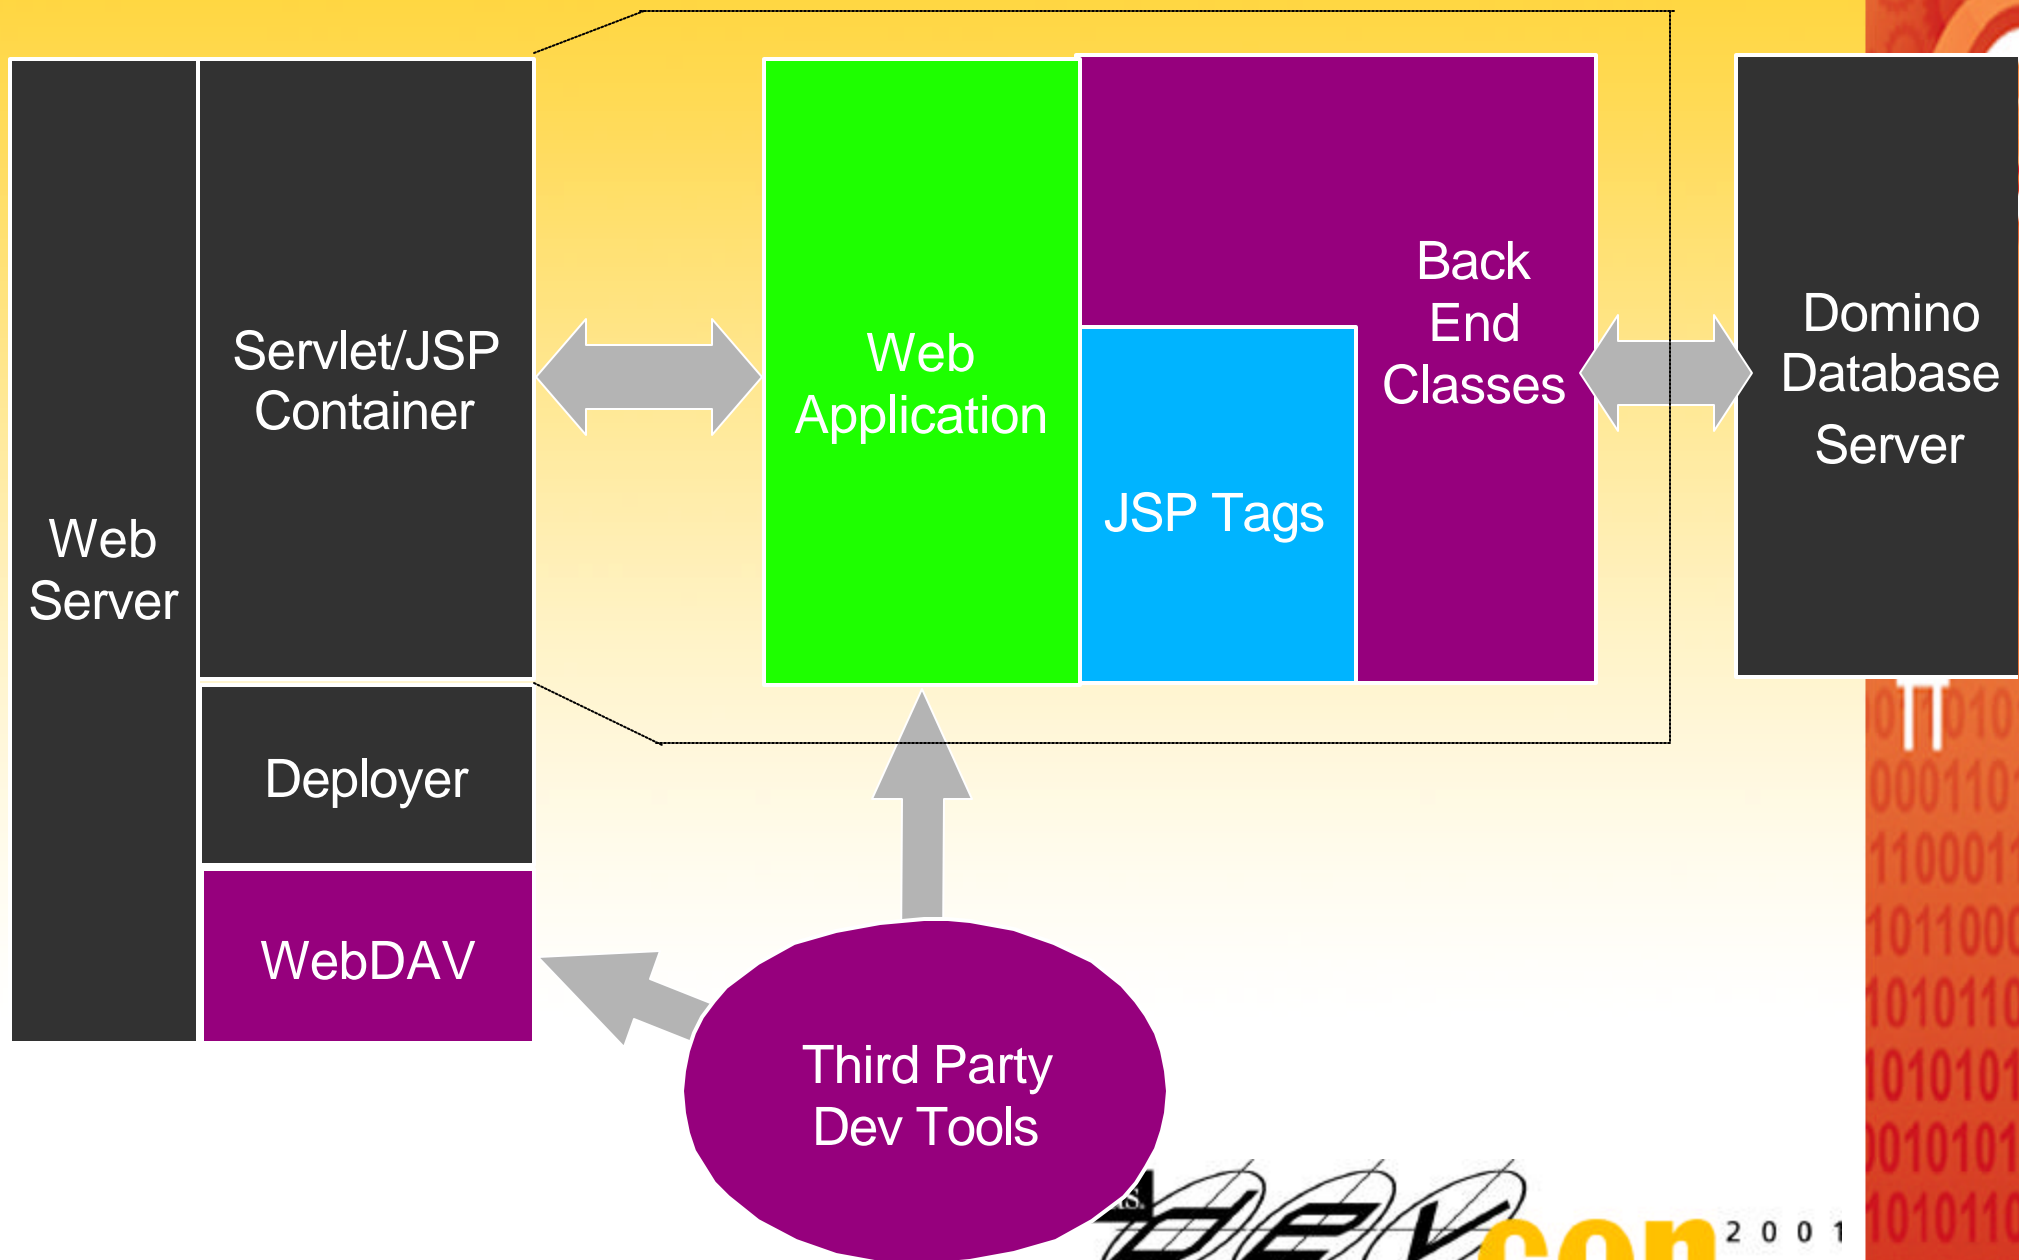 Web
Server
Servlet/JSP
Container
Deployer
WebDAV
Web
Application
JSP Tags
Back
End
Classes
Domino
Database
Server
Third Party
Dev Tools
dev
con
2001